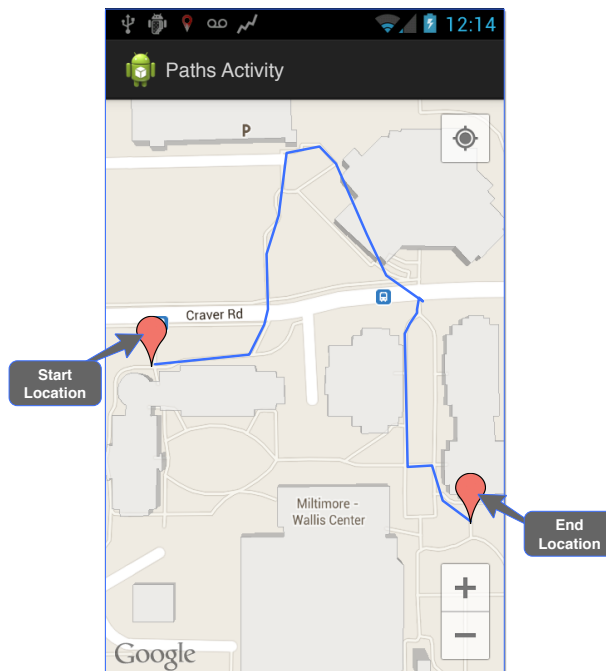 12:14
Paths Activity
P
Craver Rd
Start
Location
Miltimore -
Wallis Center
End
Location
+
−
Google